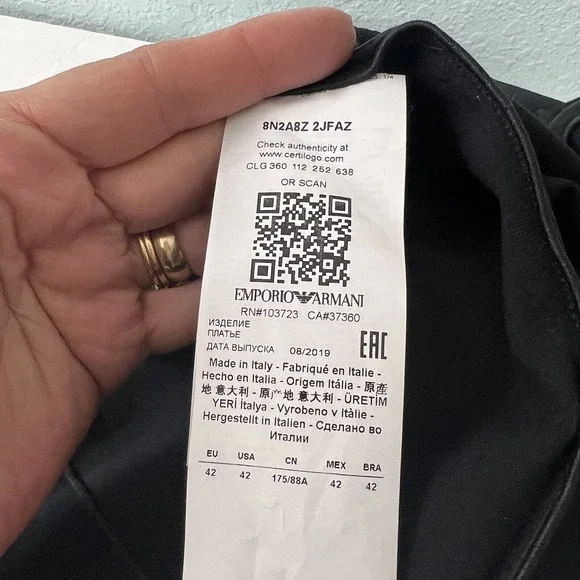 8N2A8Z 2JFAZ
Check authenticity at
www.certilogo.com
CLG 360 112 252 638
OR SCAN
EMPORIO ARMANI
RN#103723 CA#37360
ИЗДЕЛИЕ
ПЛАТЬЕ
ДАТА ВЫПУСКА 08/2019
EAC
Made in Italy - Fabriqué en Italie -
Hecho en Italia - Origem Itália - 原產
地 意大利 - 原产地 意大利 - ÜRETİM
YERİ İtalya - Vyrobeno v Itàlie -
Hergestellt in Italien - Сделано во
Италии
EU USA CN MEX BRA
42 42 175/88A 42 42